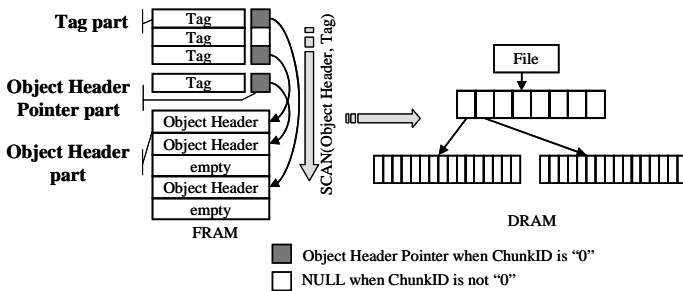 Tag part
Tag
Tag
Tag
Tag
Object Header
Pointer part
Object Header
part
Object Header
Object Header
empty
Object Header
empty
FRAM
SCAN(Object Header, Tag)
File
DRAM
Object Header Pointer when ChunkID is “0”
NULL when ChunkID is not “0”